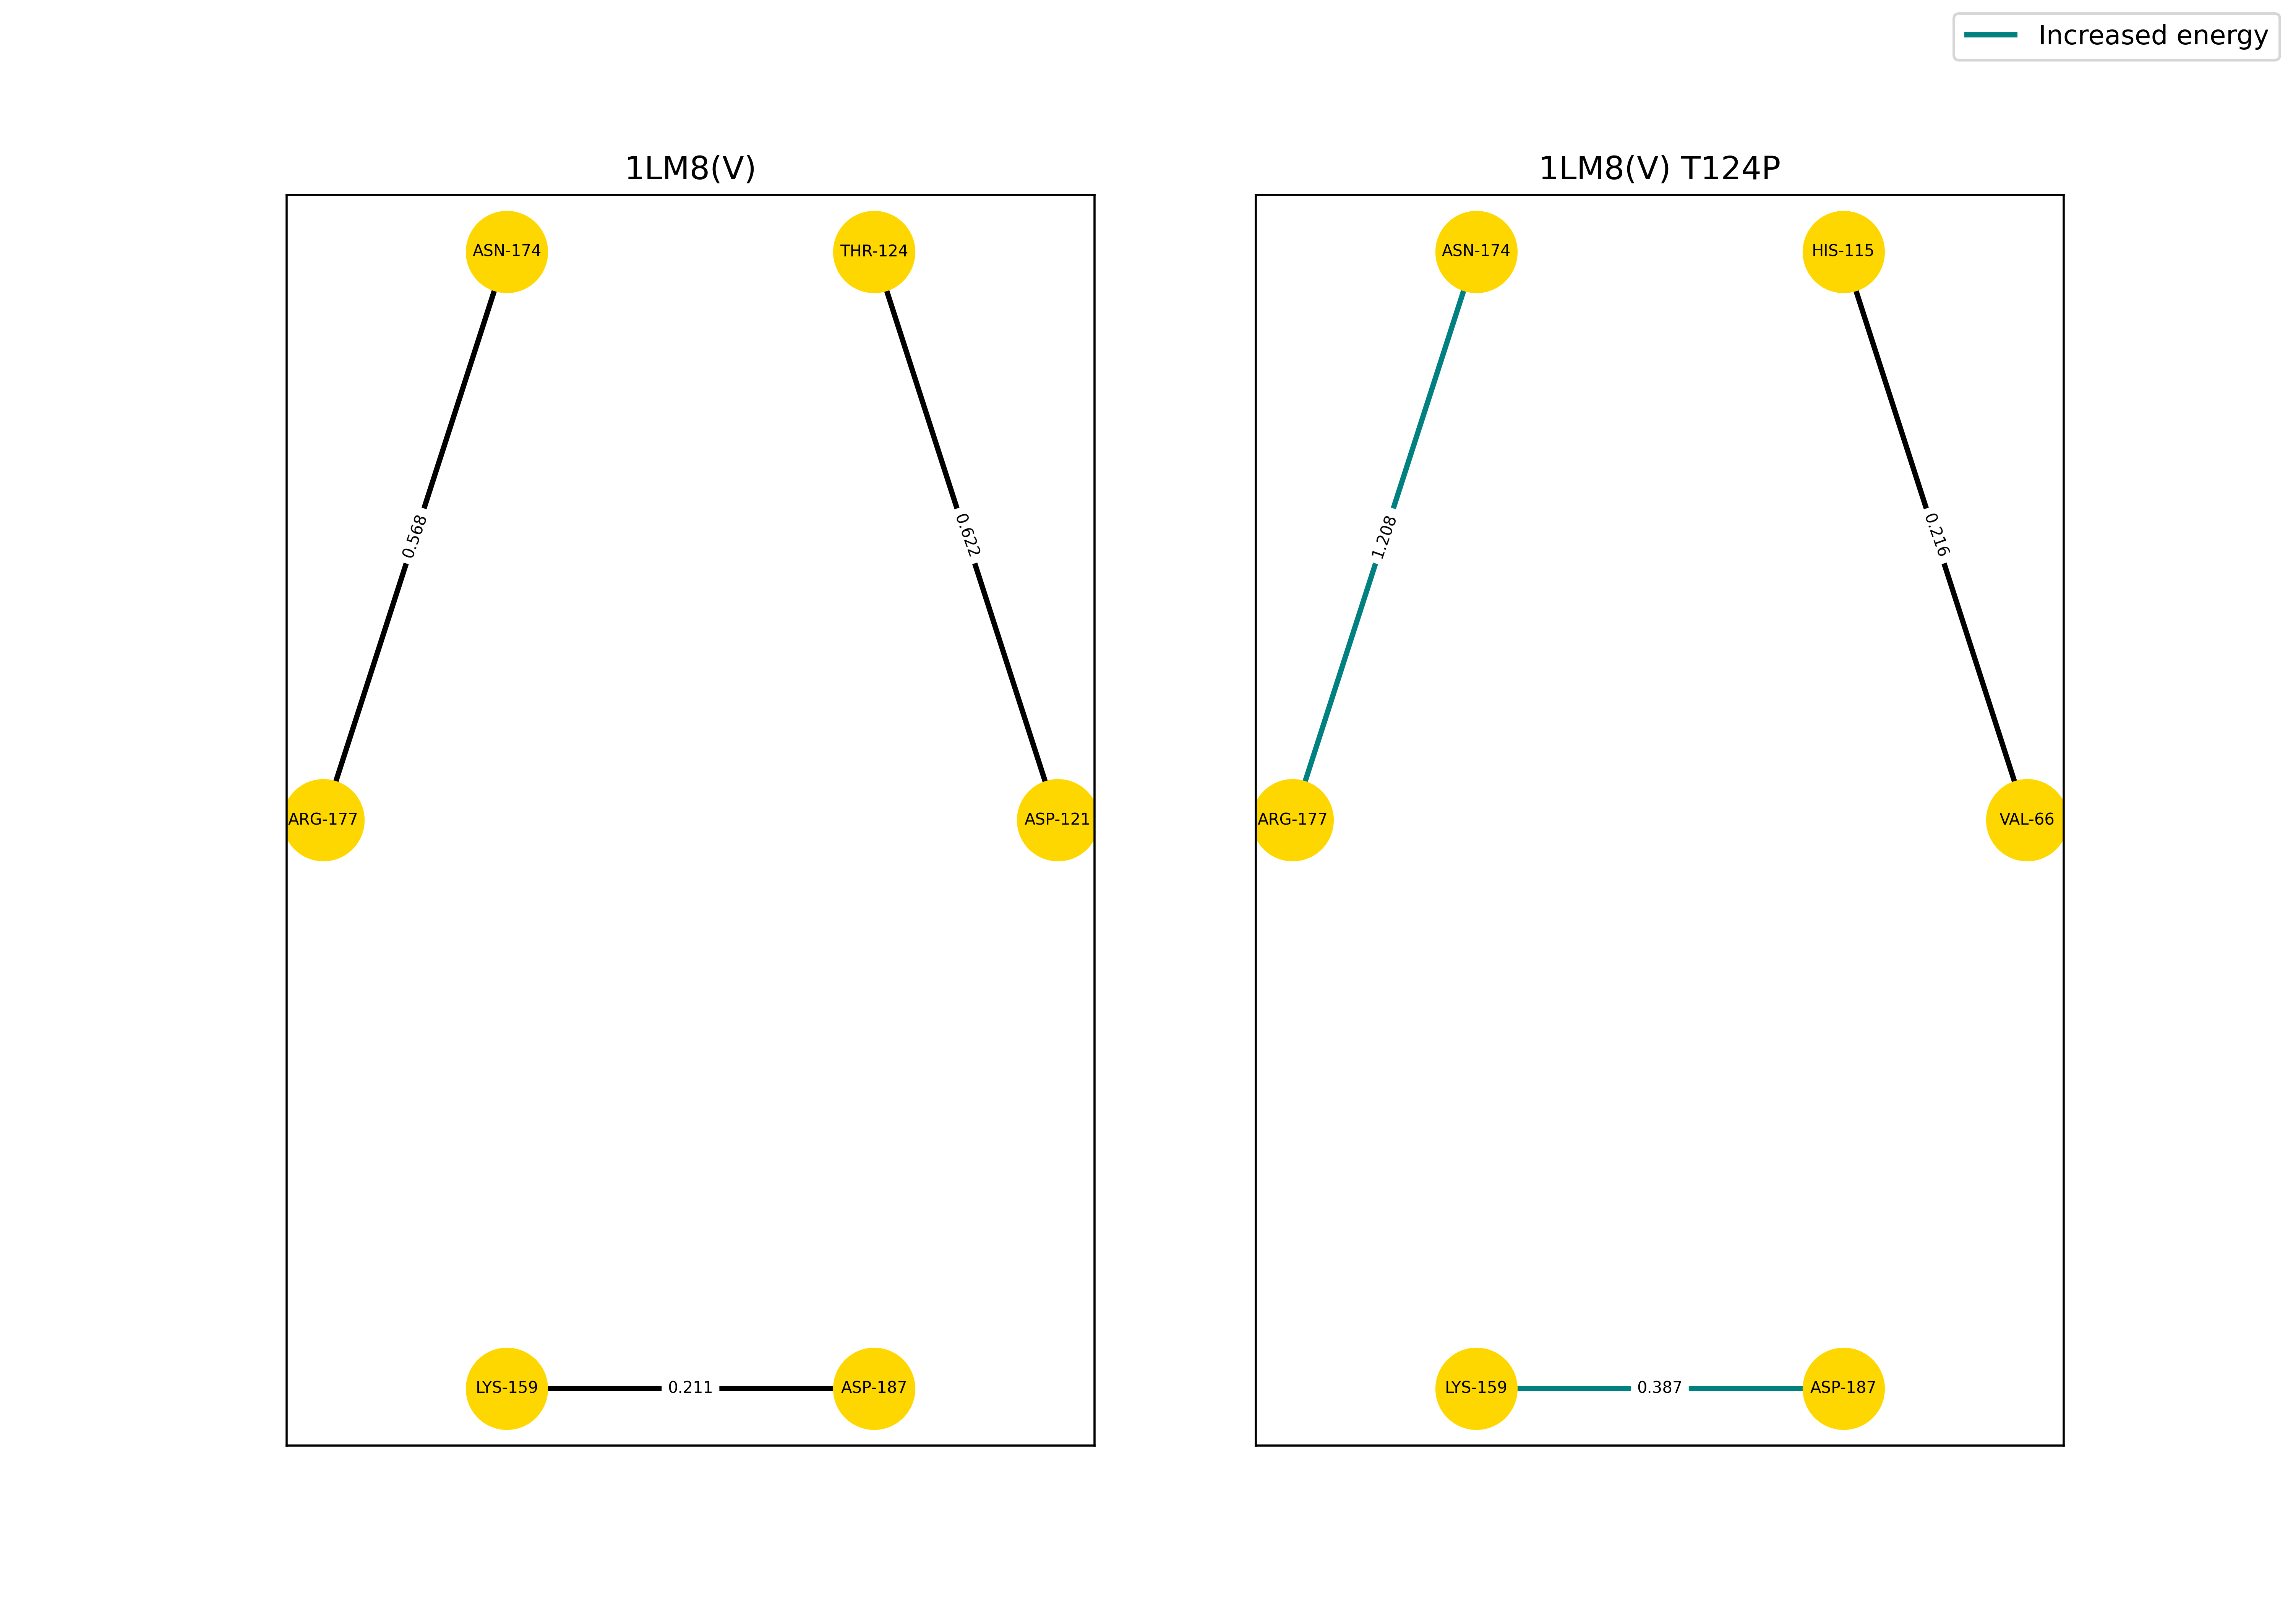 Increased energy
1LM8(V)
ASN-174
THR-124
0.568
0.622
ARG-177
ASP-121
LYS-159
0.211
ASP-187
1LM8(V) T124P
ASN-174
HIS-115
1.208
0.216
ARG-177
VAL-66
LYS-159
0.387
ASP-187